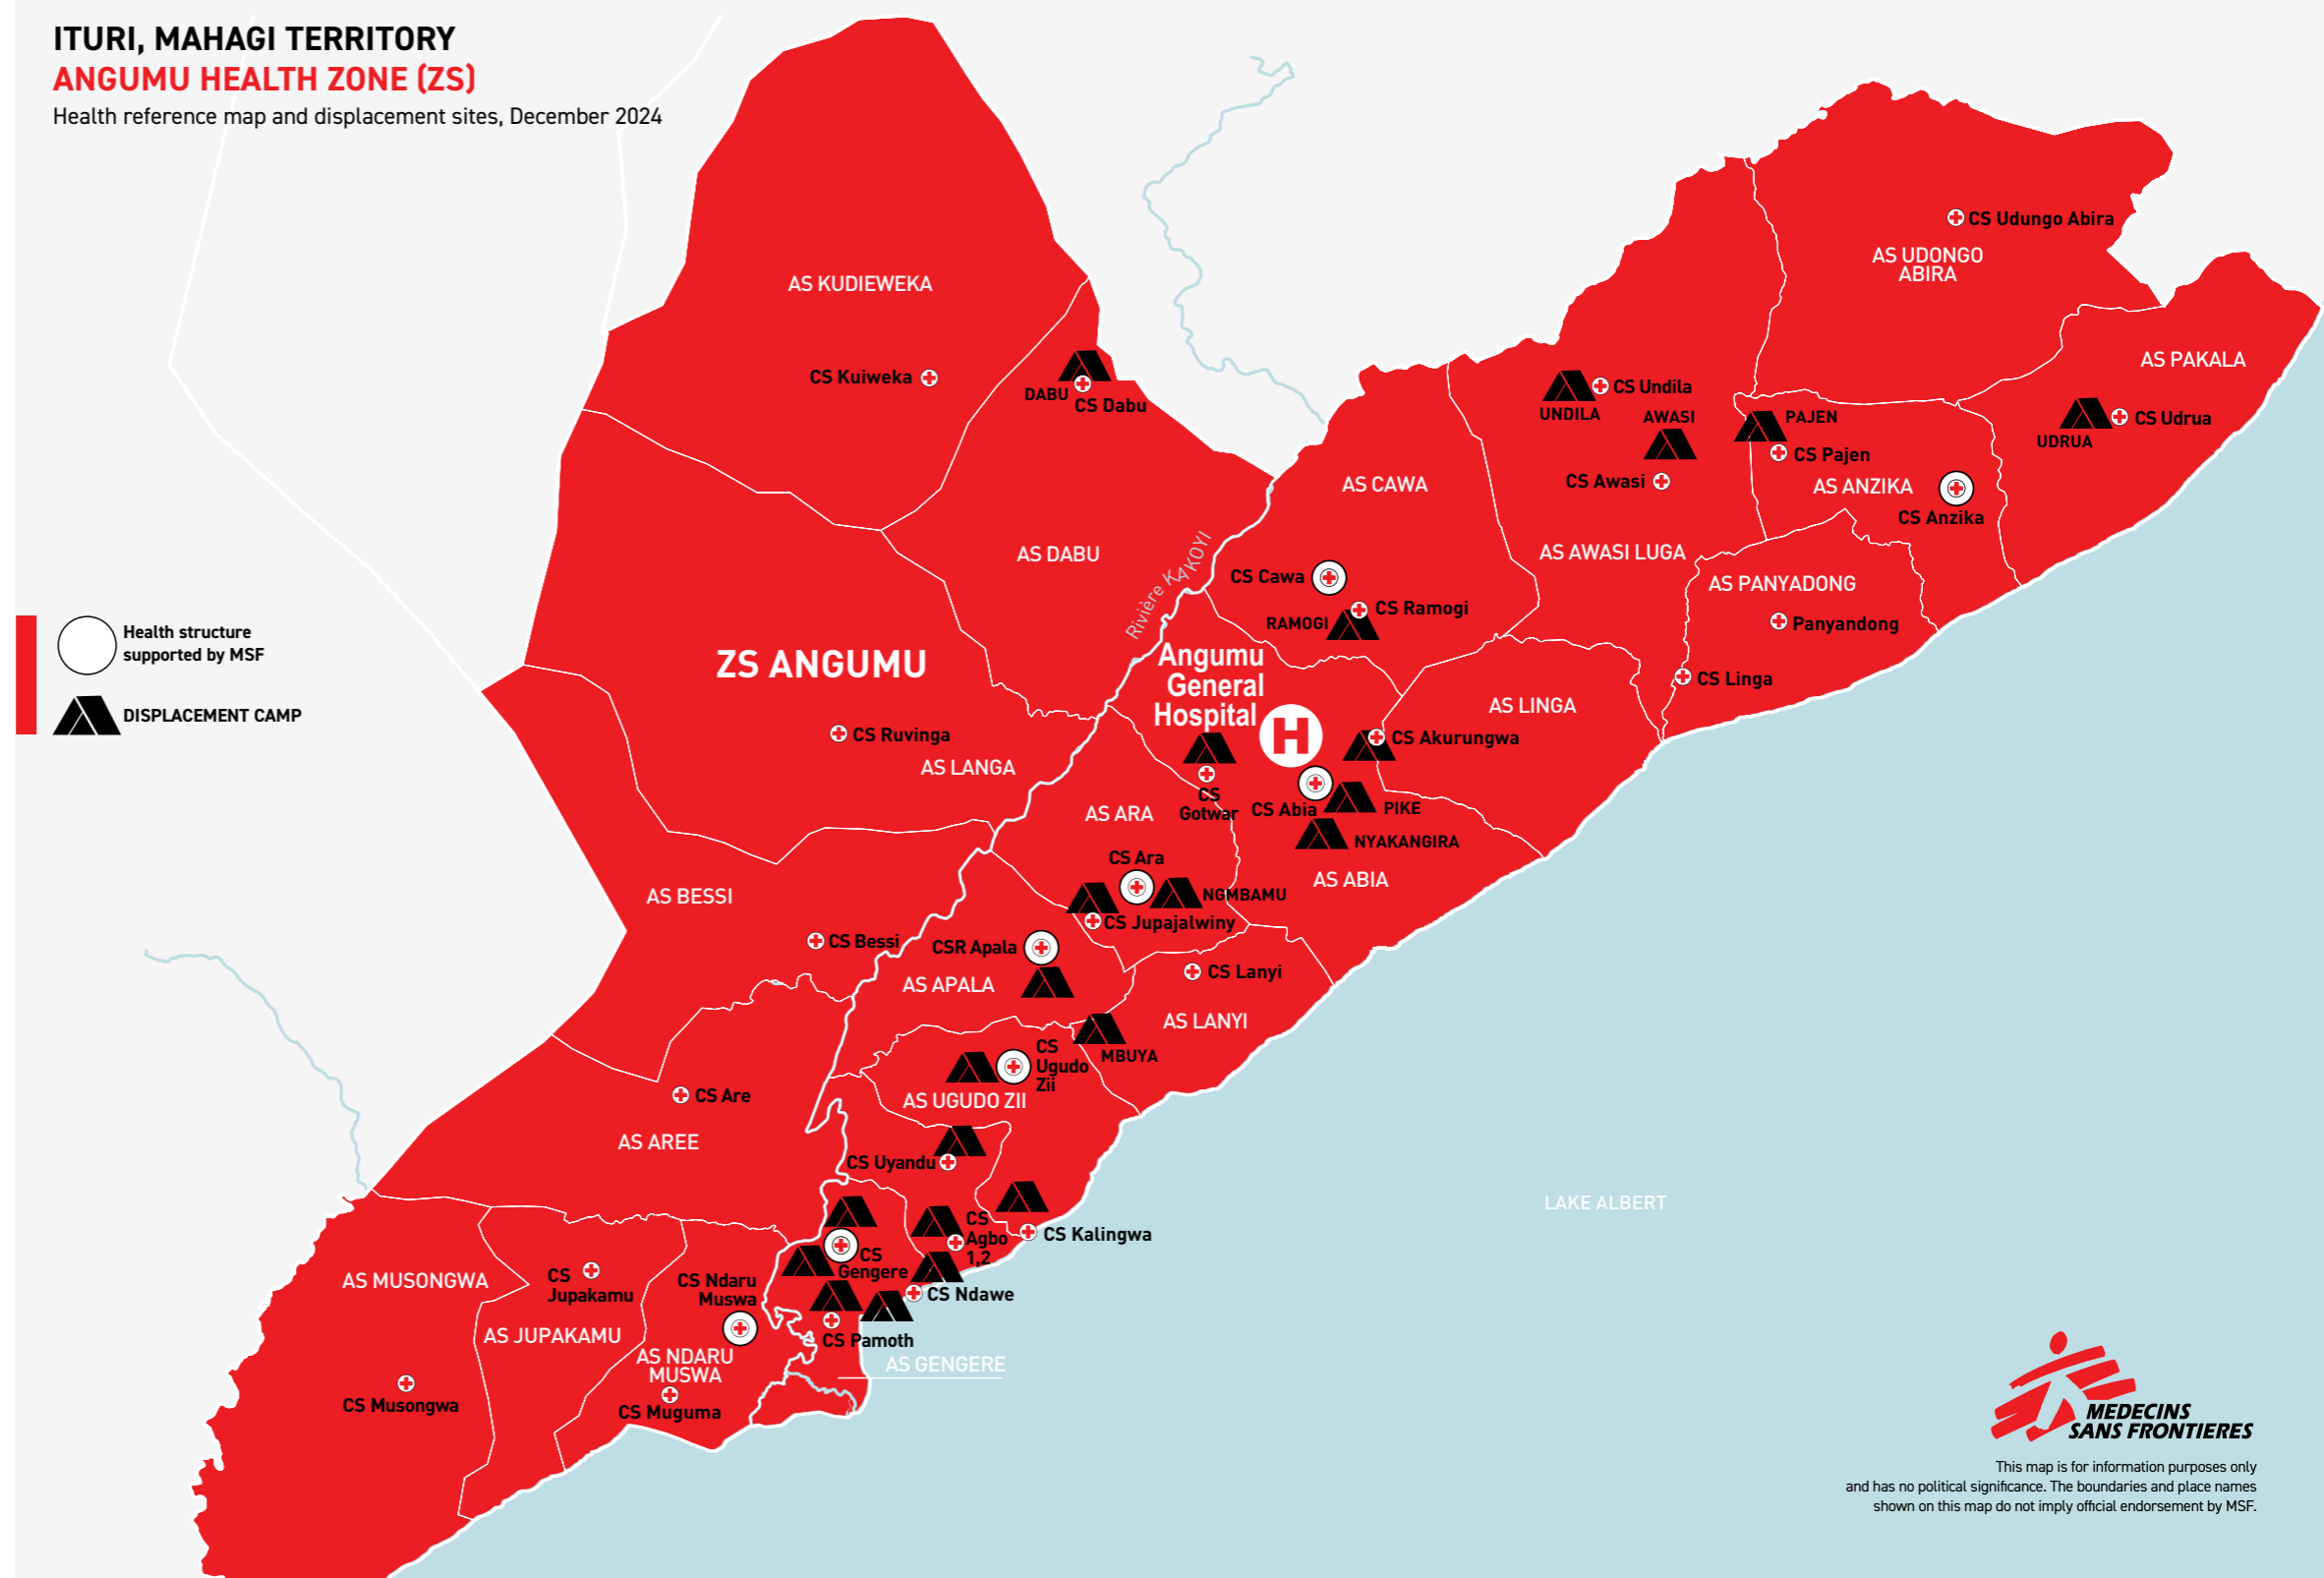 ITURI, MAHAGI TERRITORY
ANGUMU HEALTH ZONE (ZS)
Health reference map and displacement sites, December 2024
CS Udungo Abira
AS UDONGO
ABIRA
AS KUDIEWEKA
AS PAKALA
CS Kuiweka
DABU
CS Dabu
CS Undila
UNDILA
AWASI
PAJEN
CS Udrua
UDRUA
CS Pajen
CS Awasi
AS CAWA
AS ANZIKA
CS Anzika
AS DABU
Rivière KAKOYI
AS AWASI LUGA
CS Cawa
AS PANYADONG
CS Ramogi
RAMOGI
Panyandong
Health structure
supported by MSF
DISPLACEMENT CAMP
ZS ANGUMU
Angumu
General
Hospital
H
CS Linga
AS LINGA
CS Ruvinga
CS Akurungwa
AS LANGA
CS
Gotwar
CS Abia
PIKE
AS ARA
NYAKANGIRA
CS Ara
AS ABIA
AS BESSI
NGMBAMU
CS Jupajalwiny
CS Bessi
CSR Apala
CS Lanyi
AS APALA
AS LANYI
CS
Ugudo
Zii
MBUYA
CS Are
AS UGUDO ZII
AS AREE
CS Uyandu
LAKE ALBERT
CS
Agbo
1,2
CS Kalingwa
CS
Gengere
AS MUSONGWA
CS
Jupakamu
CS Ndaru
Muswa
CS Ndawe
AS JUPAKAMU
CS Pamoth
AS NDARU
MUSWA
AS GENGERE
CS Musongwa
CS Muguma
MEDECINS
SANS FRONTIERES
This map is for information purposes only
and has no political significance. The boundaries and place names
shown on this map do not imply official endorsement by MSF.